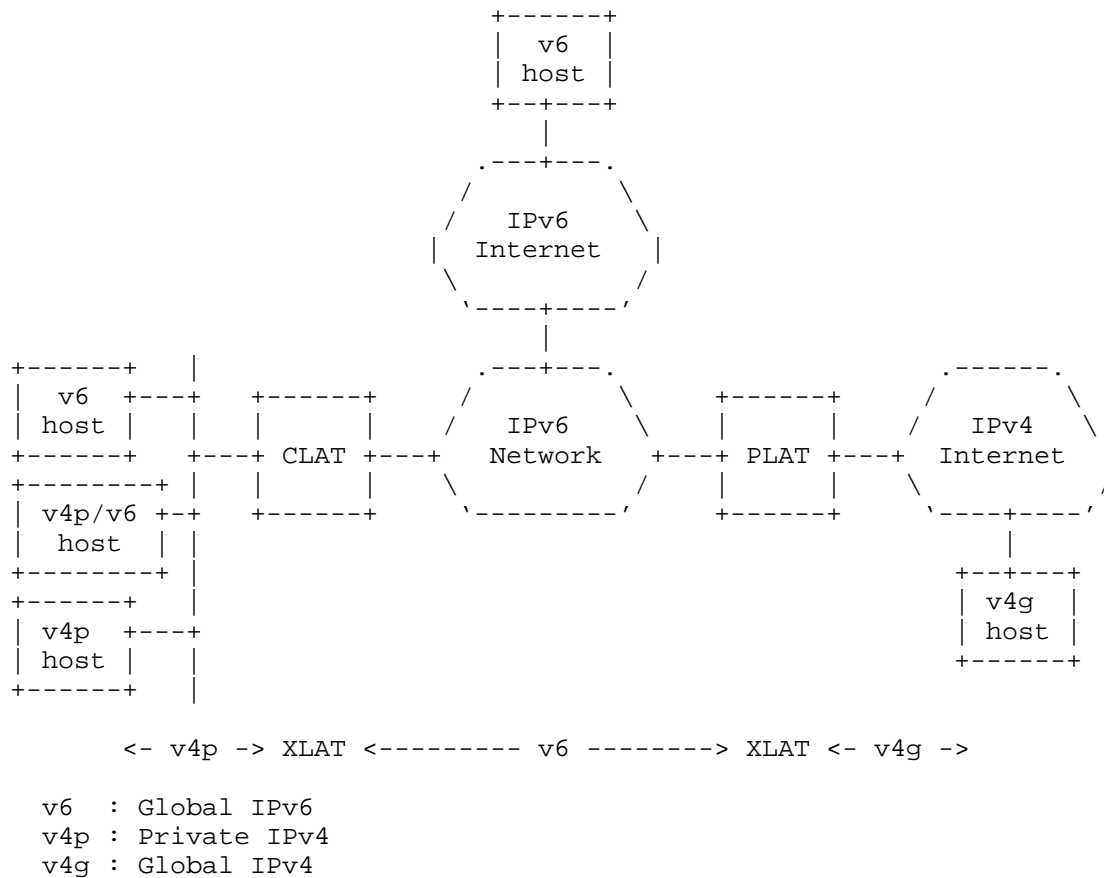 v6
host
IPv6
Internet
v6
host
IPv6
Network
CLAT
PLAT
IPv4
Internet
v4p/v6
host
v4p
host
v4g
host
<- v4p -> XLAT <--------- v6 --------> XLAT <- v4g ->
v6 : Global IPv6
v4p : Private IPv4
v4g : Global IPv4